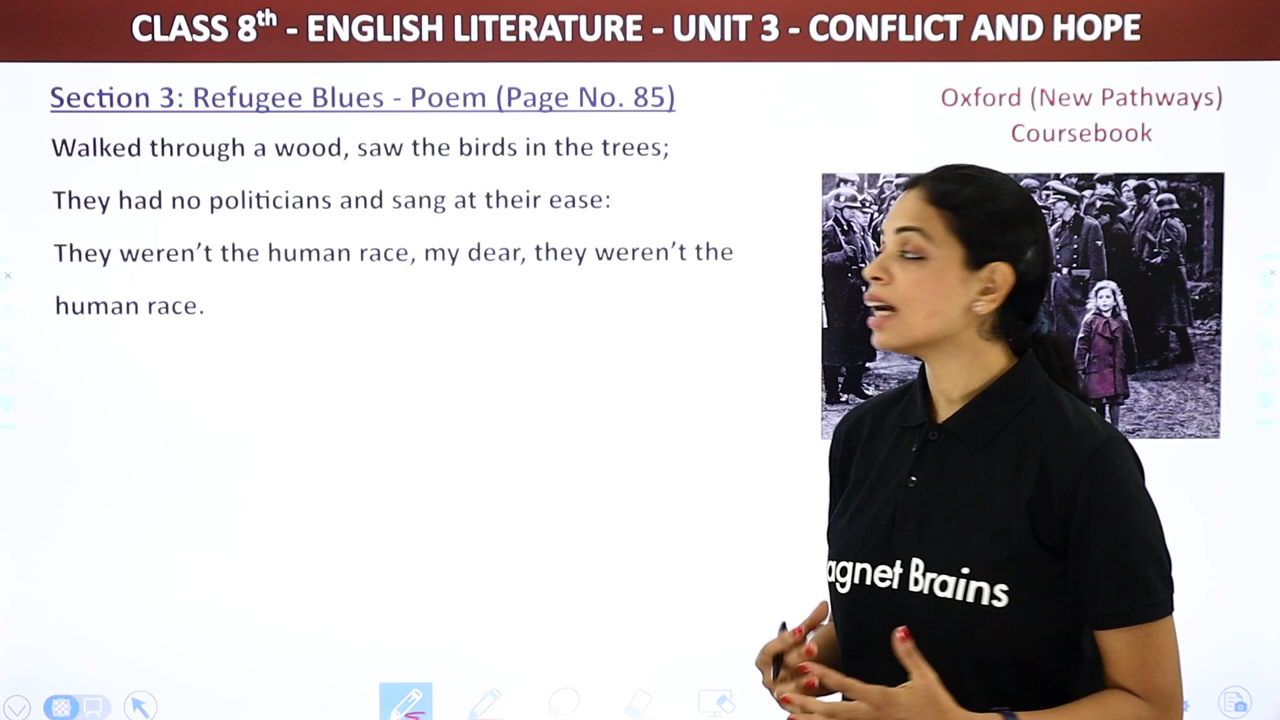 CLASS 8th - ENGLISH LITERATURE - UNIT 3 - CONFLICT AND HOPE
Section 3: Refugee Blues - Poem (Page No. 85)
Oxford (New Pathways)
Coursebook
Walked through a wood, saw the birds in the trees;
They had no politicians and sang at their ease:
They weren't the human race, my dear, they weren't the
human race.
agnet Brains